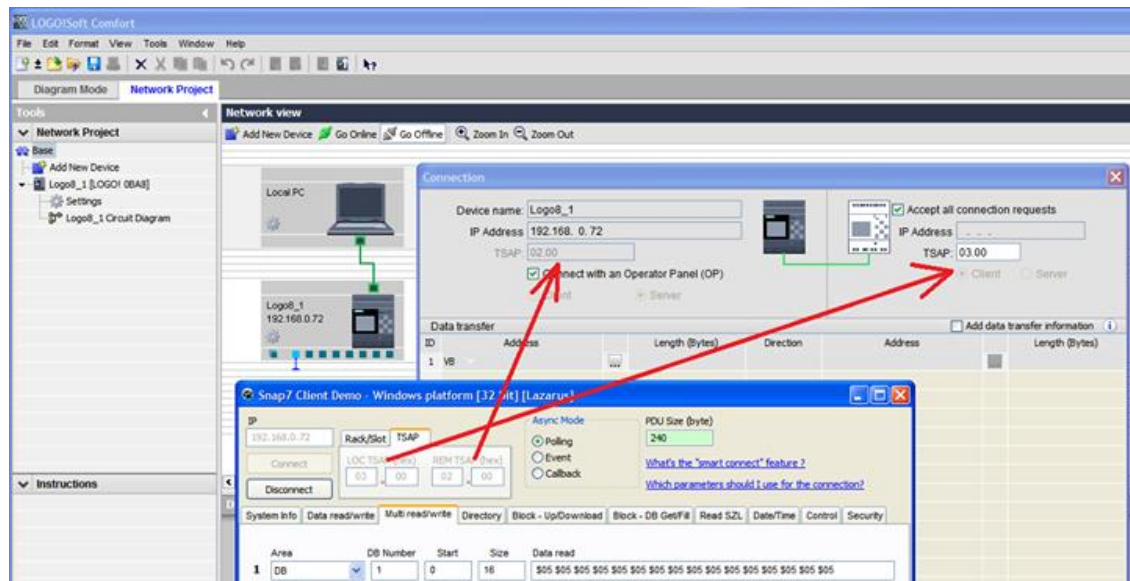 LOGO!Soft Comfort
File Edit Format View Tools Window Help
Diagram Mode Network Project
Tools
Network Project
Base
Add New Device
Logo8_1 [LOGO! 0BA8]
Settings
Logo8_1 Circuit Diagram
Instructions
Network view
Add New Device Go Online Go Offline Zoom In Zoom Out
Local PC
Logo8_1
192.168.0.72
Connection
Device name: Logo8_1
IP Address 192.168. 0. 72
TSAP: 02.00
Connect with an Operator Panel (OP)
Client Server
Accept all connection requests
IP Address . . .
TSAP: 03.00
Client Server
Data transfer Add data transfer information
ID Address Length (Bytes) Direction Address Length (Bytes)
1 VB ...
Snap7 Client Demo - Windows platform [32 bit] [Lazarus]
IP
192.168.0.72
Connect
Disconnect
Rack/Slot TSAP
LOC TSAP (hex) REM TSAP (hex)
03 . 00 02 . 00
Async Mode
Polling
Event
Callback
PDU Size (byte)
240
What's the "smart connect" feature ?
Which parameters should I use for the connection?
System Info Data read/write Multi read/write Directory Block - Up/Download Block - DB Get/Fill Read SZL Date/Time Control Security
Area DB Number Start Size Data read
1 DB 1 0 16 $05 $05 $05 $05 $05 $05 $05 $05 $05 $05 $05 $05 $05 $05 $05 $05